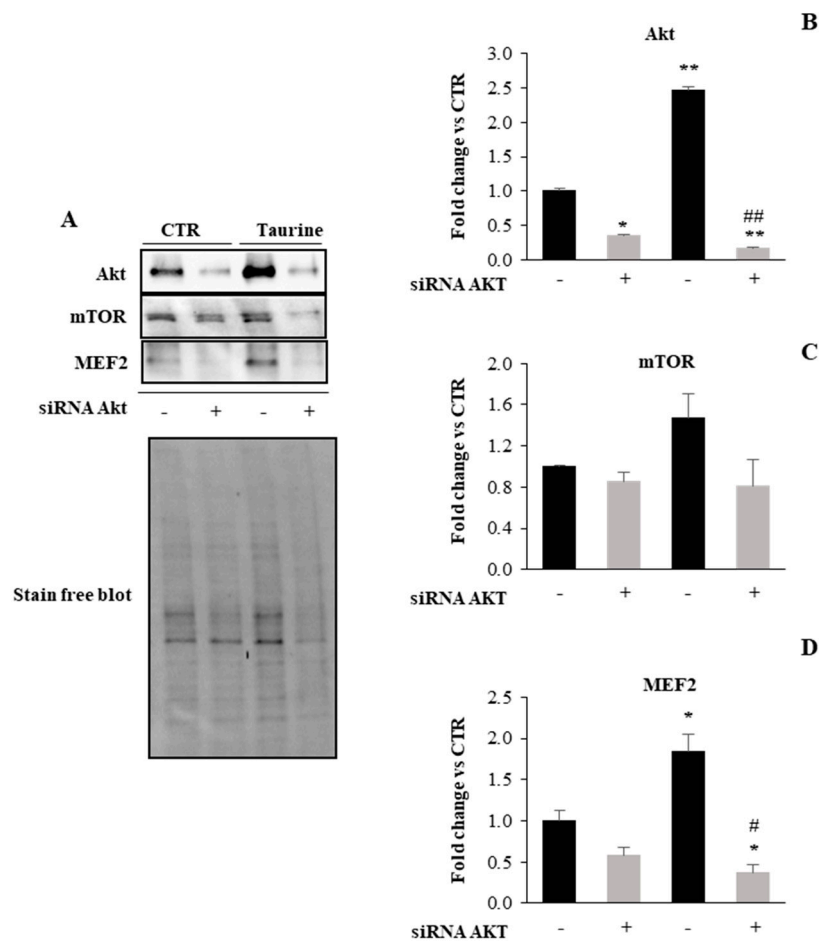 A
CTR Taurine
Akt
mTOR
MEF2
siRNA Akt - + - +
Stain free blot
B
Akt
Fold change vs CTR
3.0
2.5
2.0
1.5
1.0
0.5
0.0
*
**
##
**
siRNA AKT - + - +
C
mTOR
Fold change vs CTR
2.0
1.6
1.2
0.8
0.4
0.0
siRNA AKT - + - +
D
MEF2
Fold change vs CTR
2.5
2.0
1.5
1.0
0.5
0.0
*
#
*
siRNA AKT - + - +